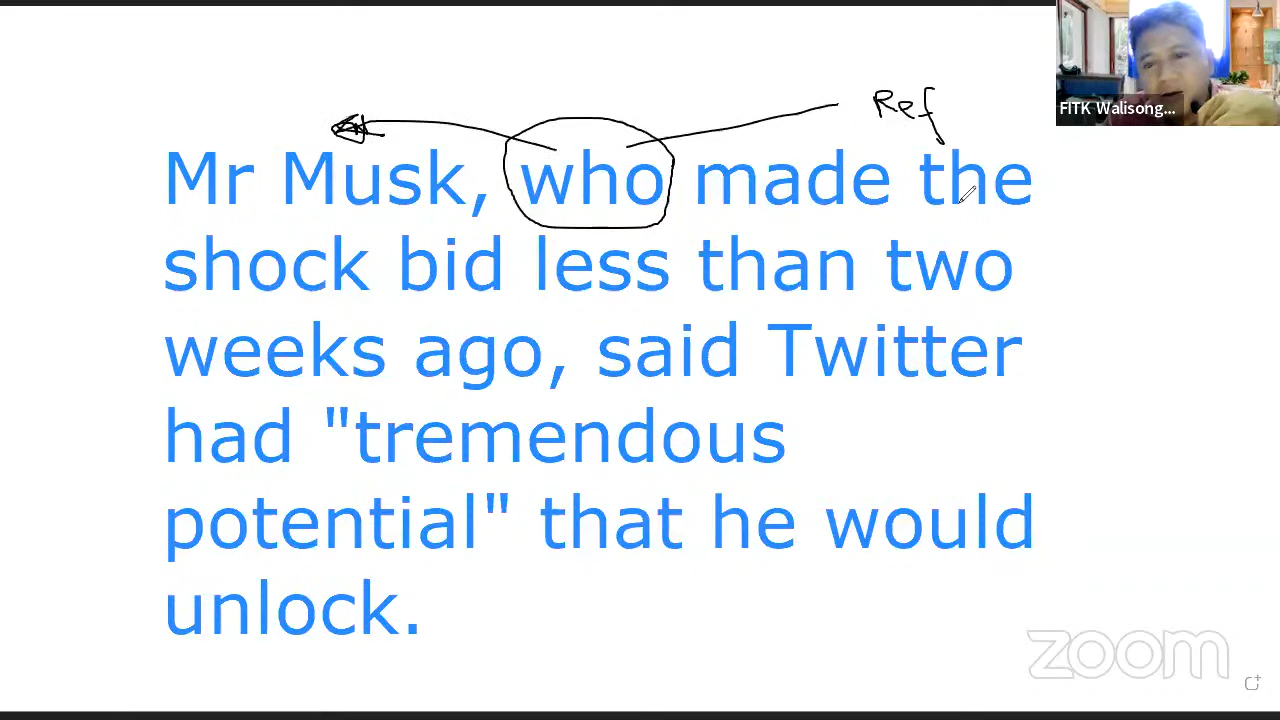 FITK Walisong...
Ref
Mr Musk, who made the
shock bid less than two
weeks ago, said Twitter
had "tremendous
potential" that he would
unlock.
zoom